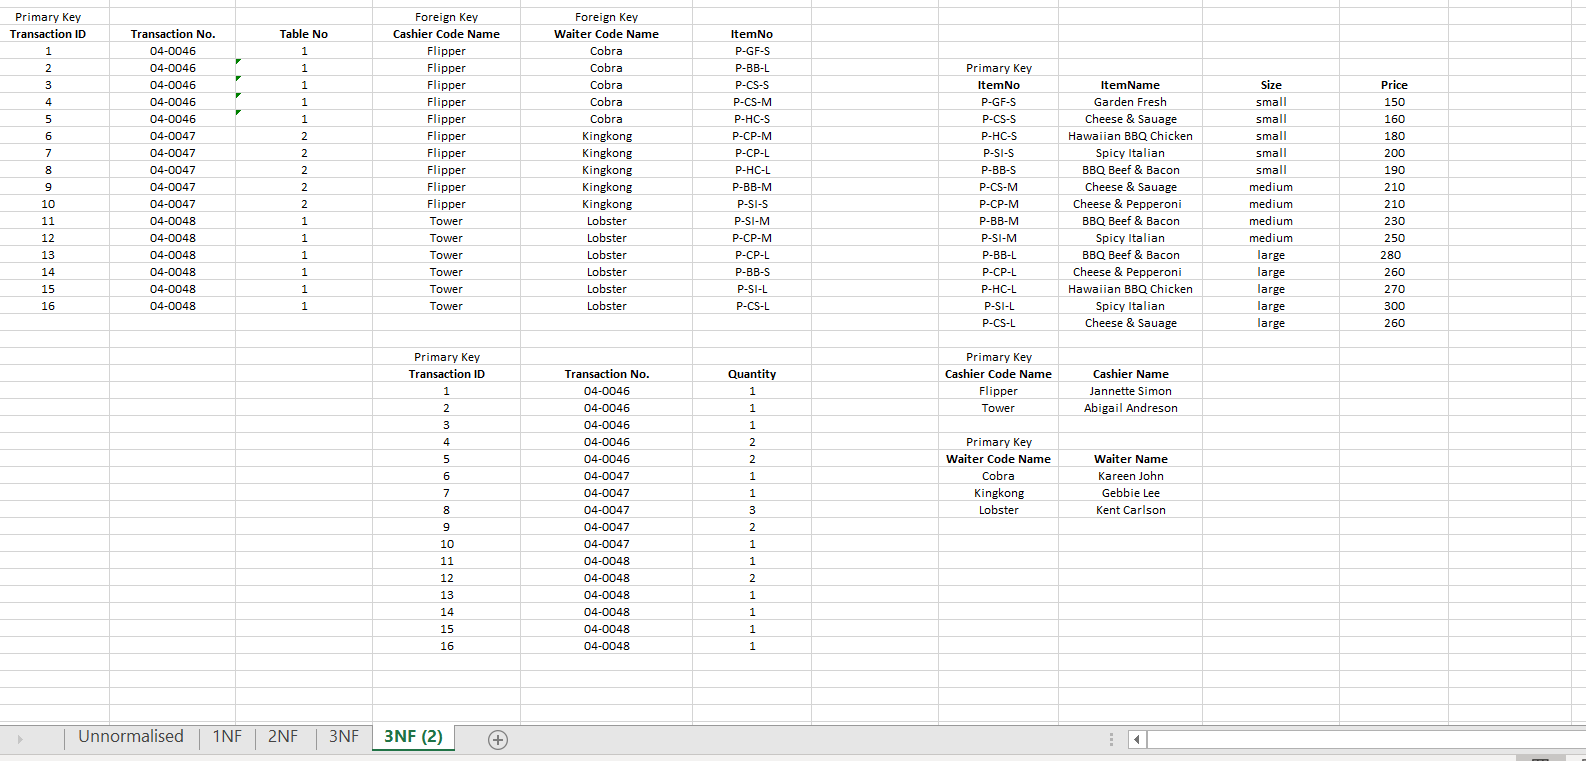 Primary Key Foreign Key Foreign Key
Transaction ID Transaction No. Table No Cashier Code Name Waiter Code Name ItemNo
1 04-0046 1 Flipper Cobra P-GF-S
2 04-0046 1 Flipper Cobra P-BB-L Primary Key
3 04-0046 1 Flipper Cobra P-CS-S ItemNo ItemName Size Price
4 04-0046 1 Flipper Cobra P-CS-M P-GF-S Garden Fresh small 150
5 04-0046 1 Flipper Cobra P-HC-S P-CS-S Cheese & Sauage small 160
6 04-0047 2 Flipper Kingkong P-CP-M P-HC-S Hawaiian BBQ Chicken small 180
7 04-0047 2 Flipper Kingkong P-CP-L P-SI-S Spicy Italian small 200
8 04-0047 2 Flipper Kingkong P-HC-L P-BB-S BBQ Beef & Bacon small 190
9 04-0047 2 Flipper Kingkong P-BB-M P-CS-M Cheese & Sauage medium 210
10 04-0047 2 Flipper Kingkong P-SI-S P-CP-M Cheese & Pepperoni medium 210
11 04-0048 1 Tower Lobster P-SI-M P-BB-M BBQ Beef & Bacon medium 230
12 04-0048 1 Tower Lobster P-CP-M P-SI-M Spicy Italian medium 250
13 04-0048 1 Tower Lobster P-CP-L P-BB-L BBQ Beef & Bacon large 280
14 04-0048 1 Tower Lobster P-BB-S P-CP-L Cheese & Pepperoni large 260
15 04-0048 1 Tower Lobster P-SI-L P-HC-L Hawaiian BBQ Chicken large 270
16 04-0048 1 Tower Lobster P-CS-L P-SI-L Spicy Italian large 300
P-CS-L Cheese & Sauage large 260
Primary Key Primary Key
Transaction ID Transaction No. Quantity Cashier Code Name Cashier Name
1 04-0046 1 Flipper Jannette Simon
2 04-0046 1 Tower Abigail Andreson
3 04-0046 1
4 04-0046 2 Primary Key
5 04-0046 2 Waiter Code Name Waiter Name
6 04-0047 1 Cobra Kareen John
7 04-0047 1 Kingkong Gebbie Lee
8 04-0047 3 Lobster Kent Carlson
9 04-0047 2
10 04-0047 1
11 04-0048 1
12 04-0048 2
13 04-0048 1
14 04-0048 1
15 04-0048 1
16 04-0048 1
Unnormalised 1NF 2NF 3NF 3NF (2)